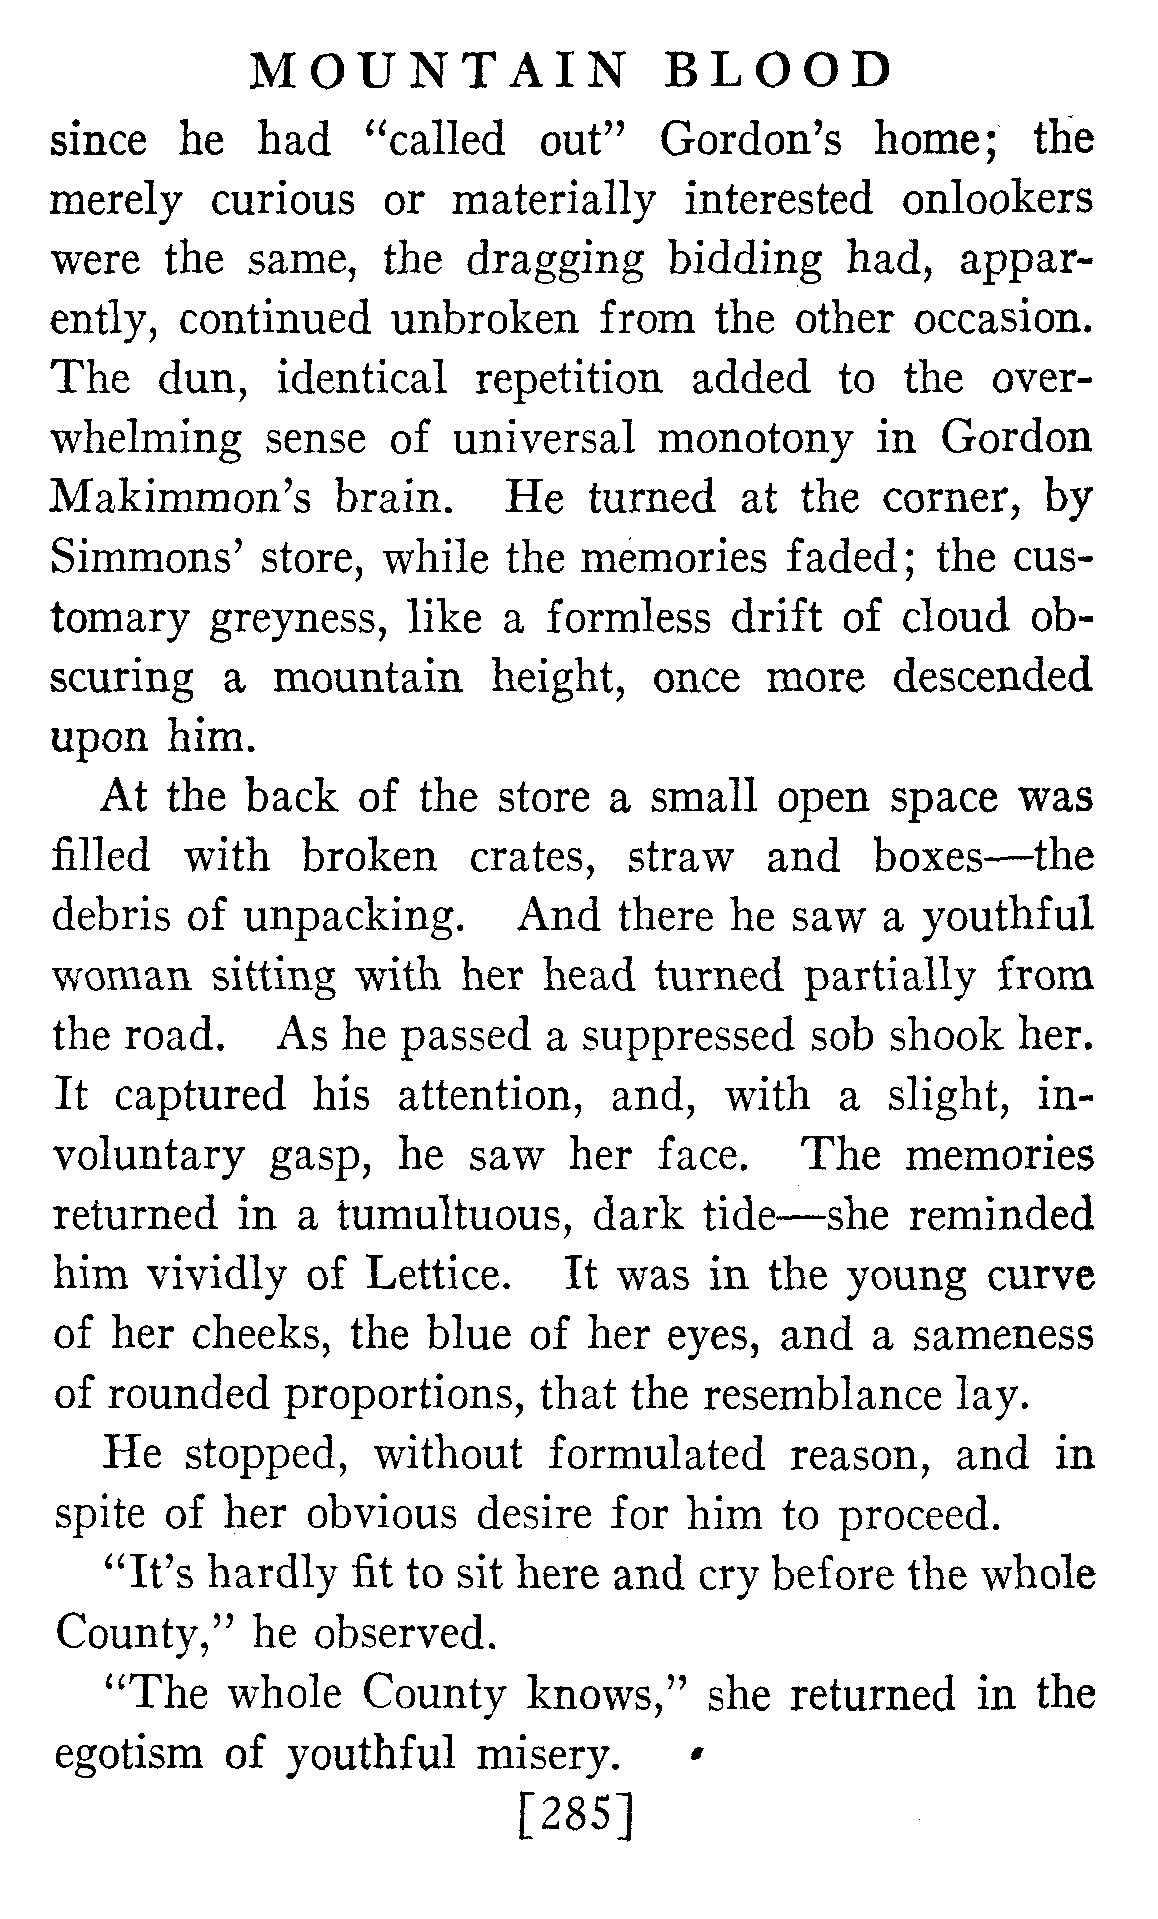 MOUNTAIN BLOOD
since he had “called out” Gordon’s home; the
merely curious or materially interested onlookers
were the same, the dragging bidding had, appar-
ently, continued unbroken from the other occasion.
The dun, identical repetition added to the over-
whelming sense of universal monotony in Gordon
Makimmon’s brain. He turned at the corner, by
Simmons’ store, while the memories faded; the cus-
tomary greyness, like a formless drift of cloud ob-
scuring a mountain height, once more descended
upon him.
At the back of the store a small open space was
filled with broken crates, straw and boxes—the
debris of unpacking. And there he saw a youthful
woman sitting with her head turned partially from
the road. As he passed a suppressed sob shook her.
It captured his attention, and, with a slight, in-
voluntary gasp, he saw her face. The memories
returned in a tumultuous, dark tide—she reminded
him vividly of Lettice. It was in the young curve
of her cheeks, the blue of her eyes, and a sameness
of rounded proportions, that the resemblance lay.
He stopped, without formulated reason, and in
spite of her obvious desire for him to proceed.
“It’s hardly fit to sit here and cry before the whole
County,” he observed.
“The whole County knows,” she returned in the
egotism of youthful misery.
[285]